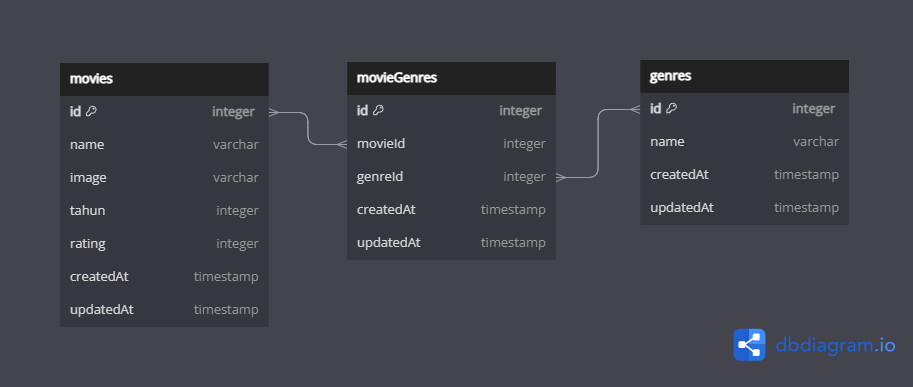 movies
id integer
name varchar
image varchar
tahun integer
rating integer
createdAt timestamp
updatedAt timestamp
movieGenres
id integer
movieId integer
genreId integer
createdAt timestamp
updatedAt timestamp
genres
id integer
name varchar
createdAt timestamp
updatedAt timestamp
dbdiagram.io